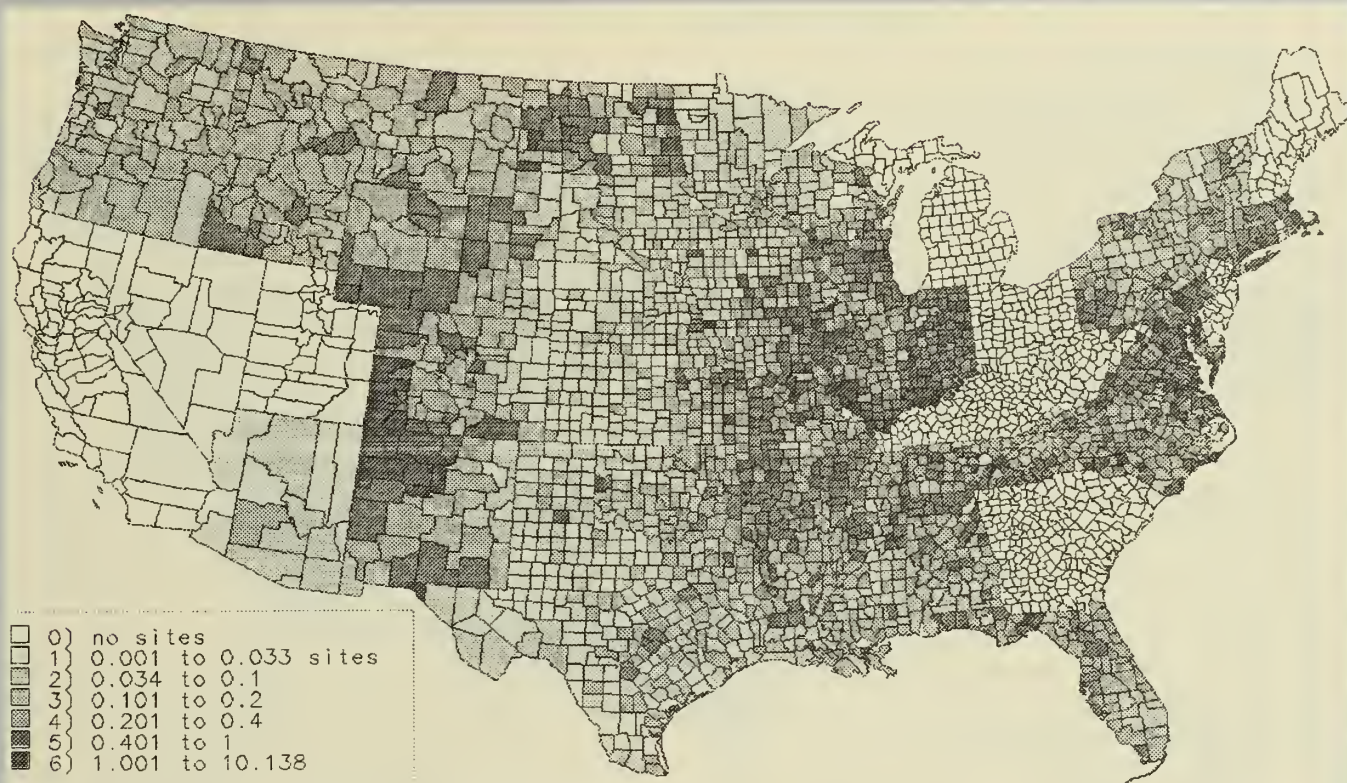 0) no sites
1) 0.001 to 0.033 sites
2) 0.034 to 0.1
3) 0.101 to 0.2
4) 0.201 to 0.4
5) 0.401 to 1
6) 1.001 to 10.138